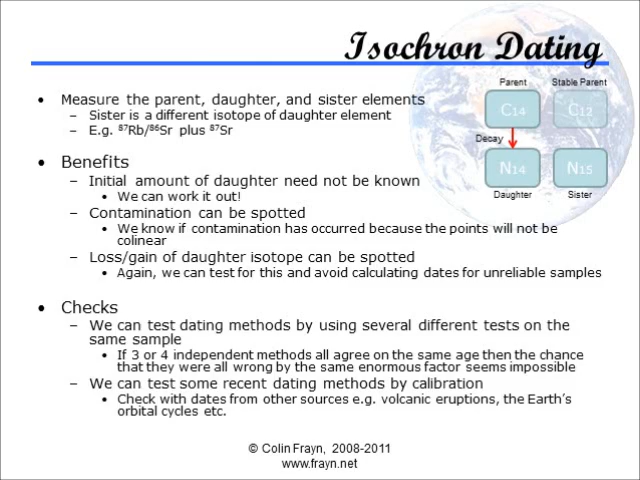 Isochron Dating
Parent Stable Parent
C14 C12
Decay
N14 N15
Daughter Sister
• Measure the parent, daughter, and sister elements
– Sister is a different isotope of daughter element
– E.g. ⁸⁷Rb/⁸⁶Sr plus ⁸⁷Sr
• Benefits
– Initial amount of daughter need not be known
• We can work it out!
– Contamination can be spotted
• We know if contamination has occurred because the points will not be
colinear
– Loss/gain of daughter isotope can be spotted
• Again, we can test for this and avoid calculating dates for unreliable samples
• Checks
– We can test dating methods by using several different tests on the
same sample
• If 3 or 4 independent methods all agree on the same age then the chance
that they were all wrong by the same enormous factor seems impossible
– We can test some recent dating methods by calibration
• Check with dates from other sources e.g. volcanic eruptions, the Earth's
orbital cycles etc.
© Colin Frayn, 2008-2011
www.frayn.net